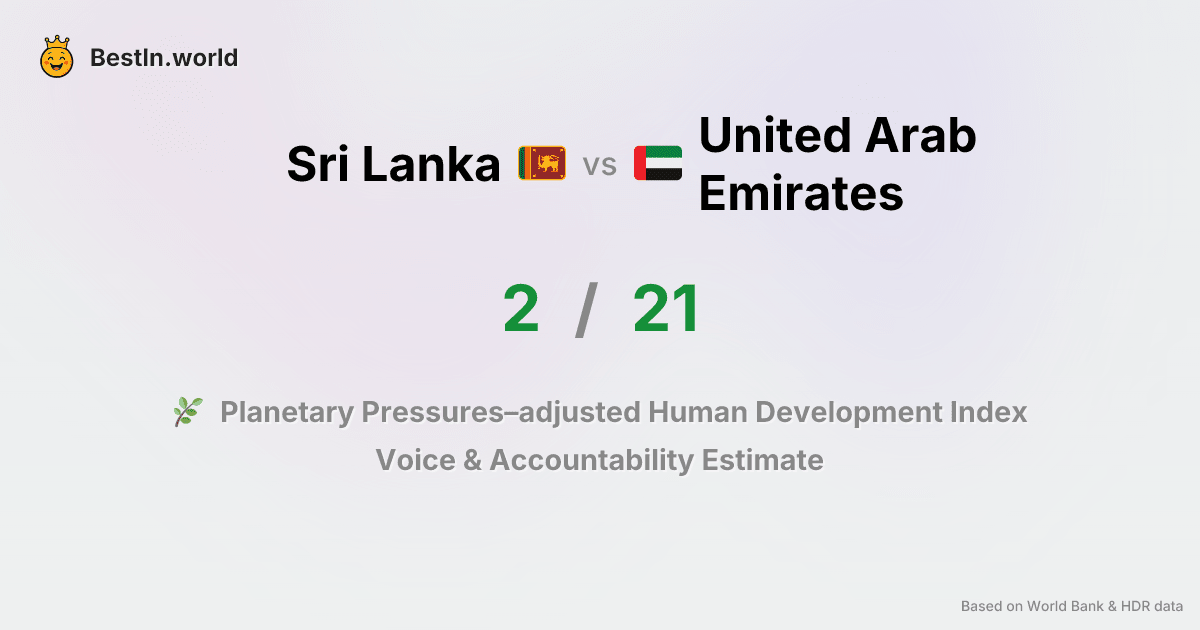 BestIn.world
Sri Lanka vs United Arab
Emirates
2 / 21
Planetary Pressures–adjusted Human Development Index
Voice & Accountability Estimate
Based on World Bank & HDR data